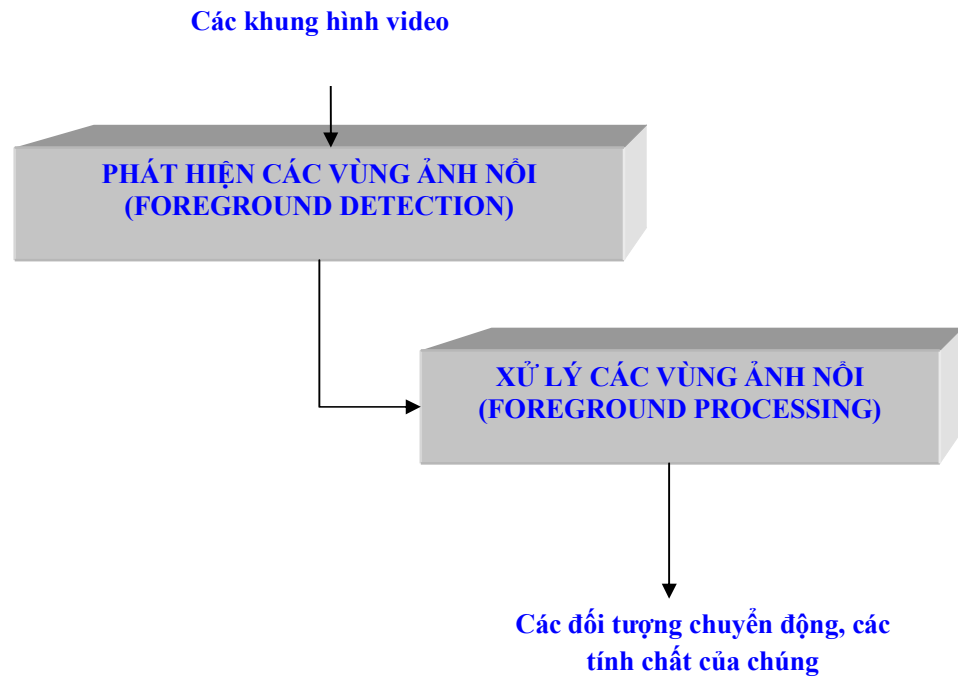 Các khung hình video
PHÁT HIỆN CÁC VÙNG ẢNH NỔI
(FOREGROUND DETECTION)
XỬ LÝ CÁC VÙNG ẢNH NỔI
(FOREGROUND PROCESSING)
Các đối tượng chuyển động, các
tính chất của chúng